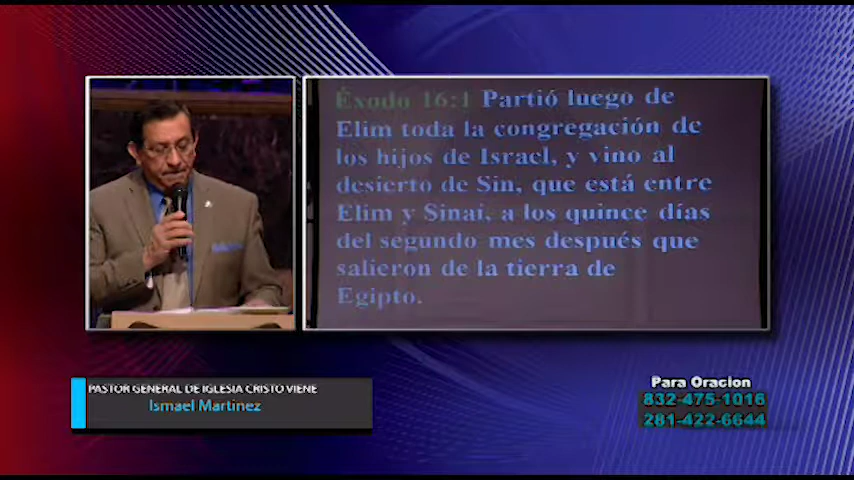 Éxodo 16:1 Partió luego de
Elim toda la congregación de
los hijos de Israel, y vino al
desierto de Sin, que está entre
Elim y Sinaí, a los quince días
del segundo mes después que
salieron de la tierra de
Egipto.
PASTOR GENERAL DE IGLESIA CRISTO VIENE
Ismael Martinez
Para Oracion
832-475-1016
281-422-6644